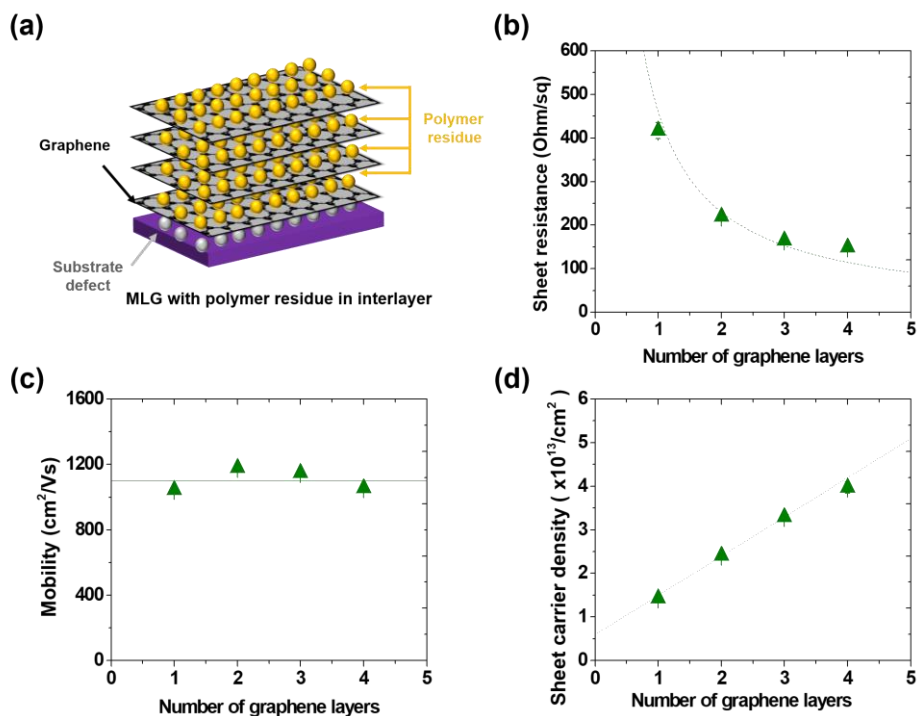 (a)
Graphene
Polymer
residue
Substrate
defect
MLG with polymer residue in interlayer
(b)
Sheet resistance (Ohm/sq)
600
500
400
300
200
100
0
0 1 2 3 4 5
Number of graphene layers
(c)
Mobility (cm²/Vs)
1600
1200
800
400
0
0 1 2 3 4 5
Number of graphene layers
(d)
Sheet carrier density ( x10¹³/cm²)
6
5
4
3
2
1
0
0 1 2 3 4 5
Number of graphene layers